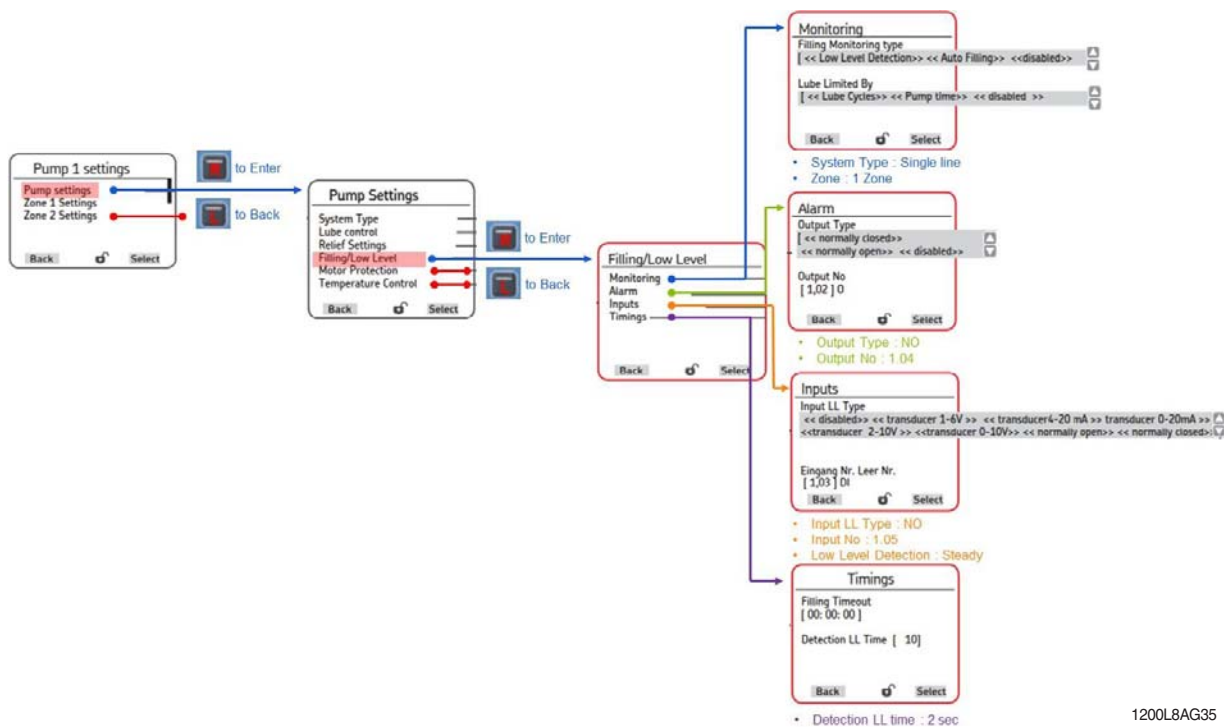 Pump 1 settings
Pump settings
Zone 1 Settings
Zone 2 Settings
Back
Select
to Enter
to Back
Pump Settings
System Type
Lube control
Relief Settings
Filling/Low Level
Motor Protection
Temperature Control
Back
Select
to Enter
to Back
Filling/Low Level
Monitoring
Alarm
Inputs
Timings
Back
Select
Monitoring
Filling Monitoring type
[ << Low Level Detection>> << Auto Filling>> <<disabled>>
Lube Limited By
[ << Lube Cycles>> << Pump time>> << disabled >>
Back
Select
• System Type : Single line
• Zone : 1 Zone
Alarm
Output Type
[ << normally closed>>
<< normally open>> << disabled>>
Output No
[ 1,02 ] O
Back
Select
• Output Type : NO
• Output No : 1.04
Inputs
Input LL Type
<< disabled>> << transducer 1-6V >> << transducer4-20 mA >> transducer 0-20mA >>
<<transducer 2-10V >> <<transducer 0-10V>> << normally open>> << normally closed>>
Eingang Nr. Leer Nr.
[ 1,03 ] DI
Back
Select
• Input LL Type : NO
• Input No : 1.05
• Low Level Detection : Steady
Timings
Filling Timeout
[ 00: 00: 00 ]
Detection LL Time [ 10]
Back
Select
• Detection LL time : 2 sec
1200L8AG35